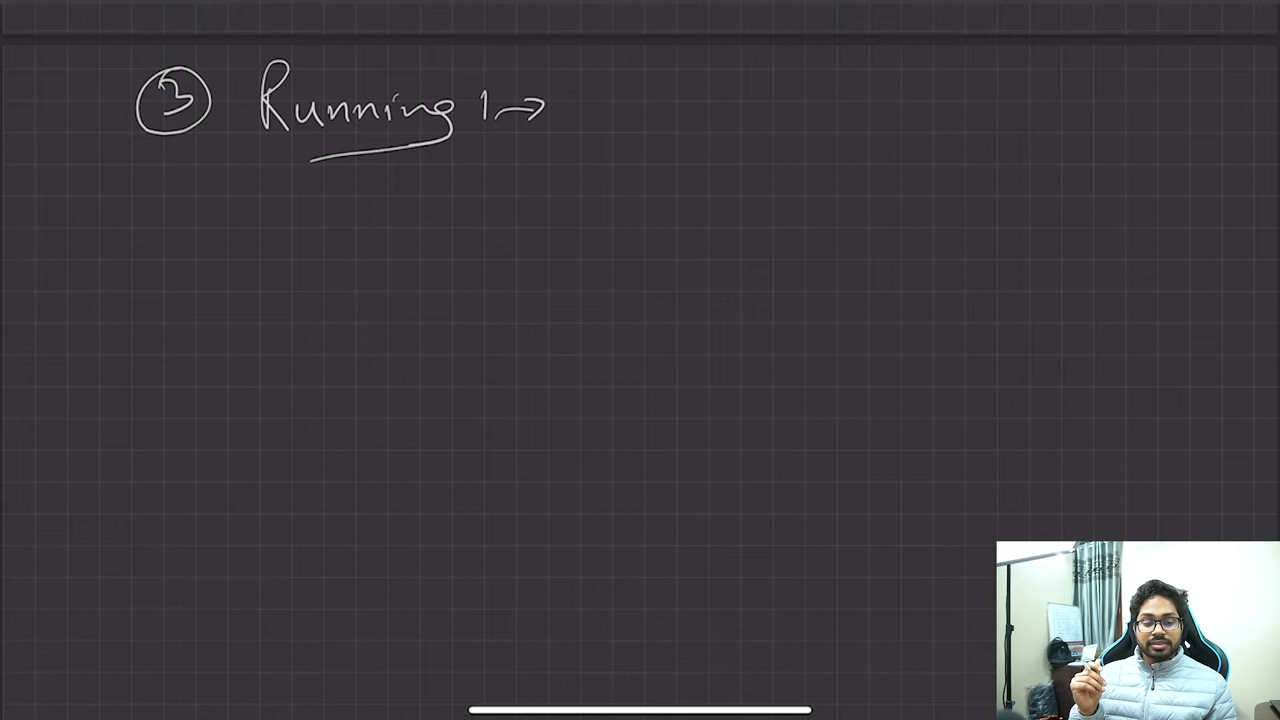 ③ Running 1 →